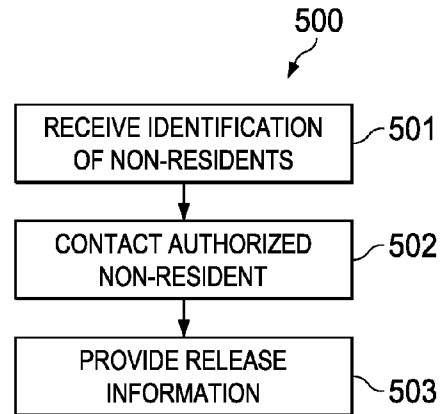 500
RECEIVE IDENTIFICATION
OF NON-RESIDENTS
501
CONTACT AUTHORIZED
NON-RESIDENT
502
PROVIDE RELEASE
INFORMATION
503